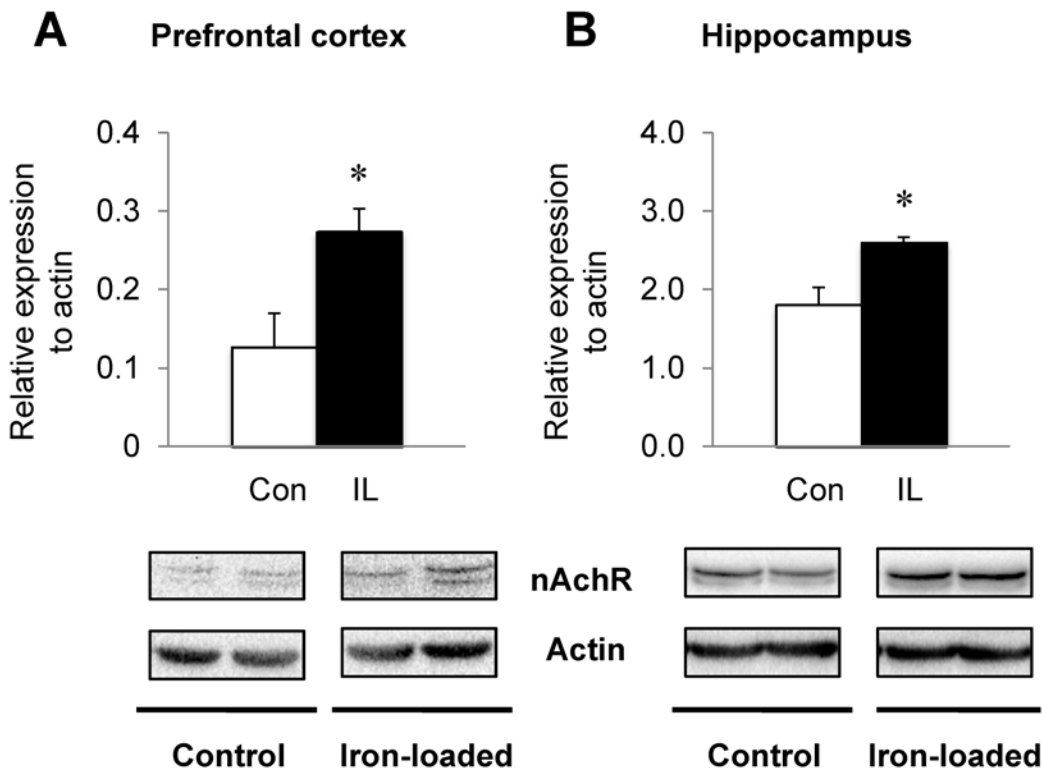 A Prefrontal cortex
Relative expression
to actin
0.4
0.3
0.2
0.1
0
*
Con IL
B Hippocampus
Relative expression
to actin
4.0
3.0
2.0
1.0
0.0
*
Con IL
nAchR
Actin
Control Iron-loaded
Control Iron-loaded